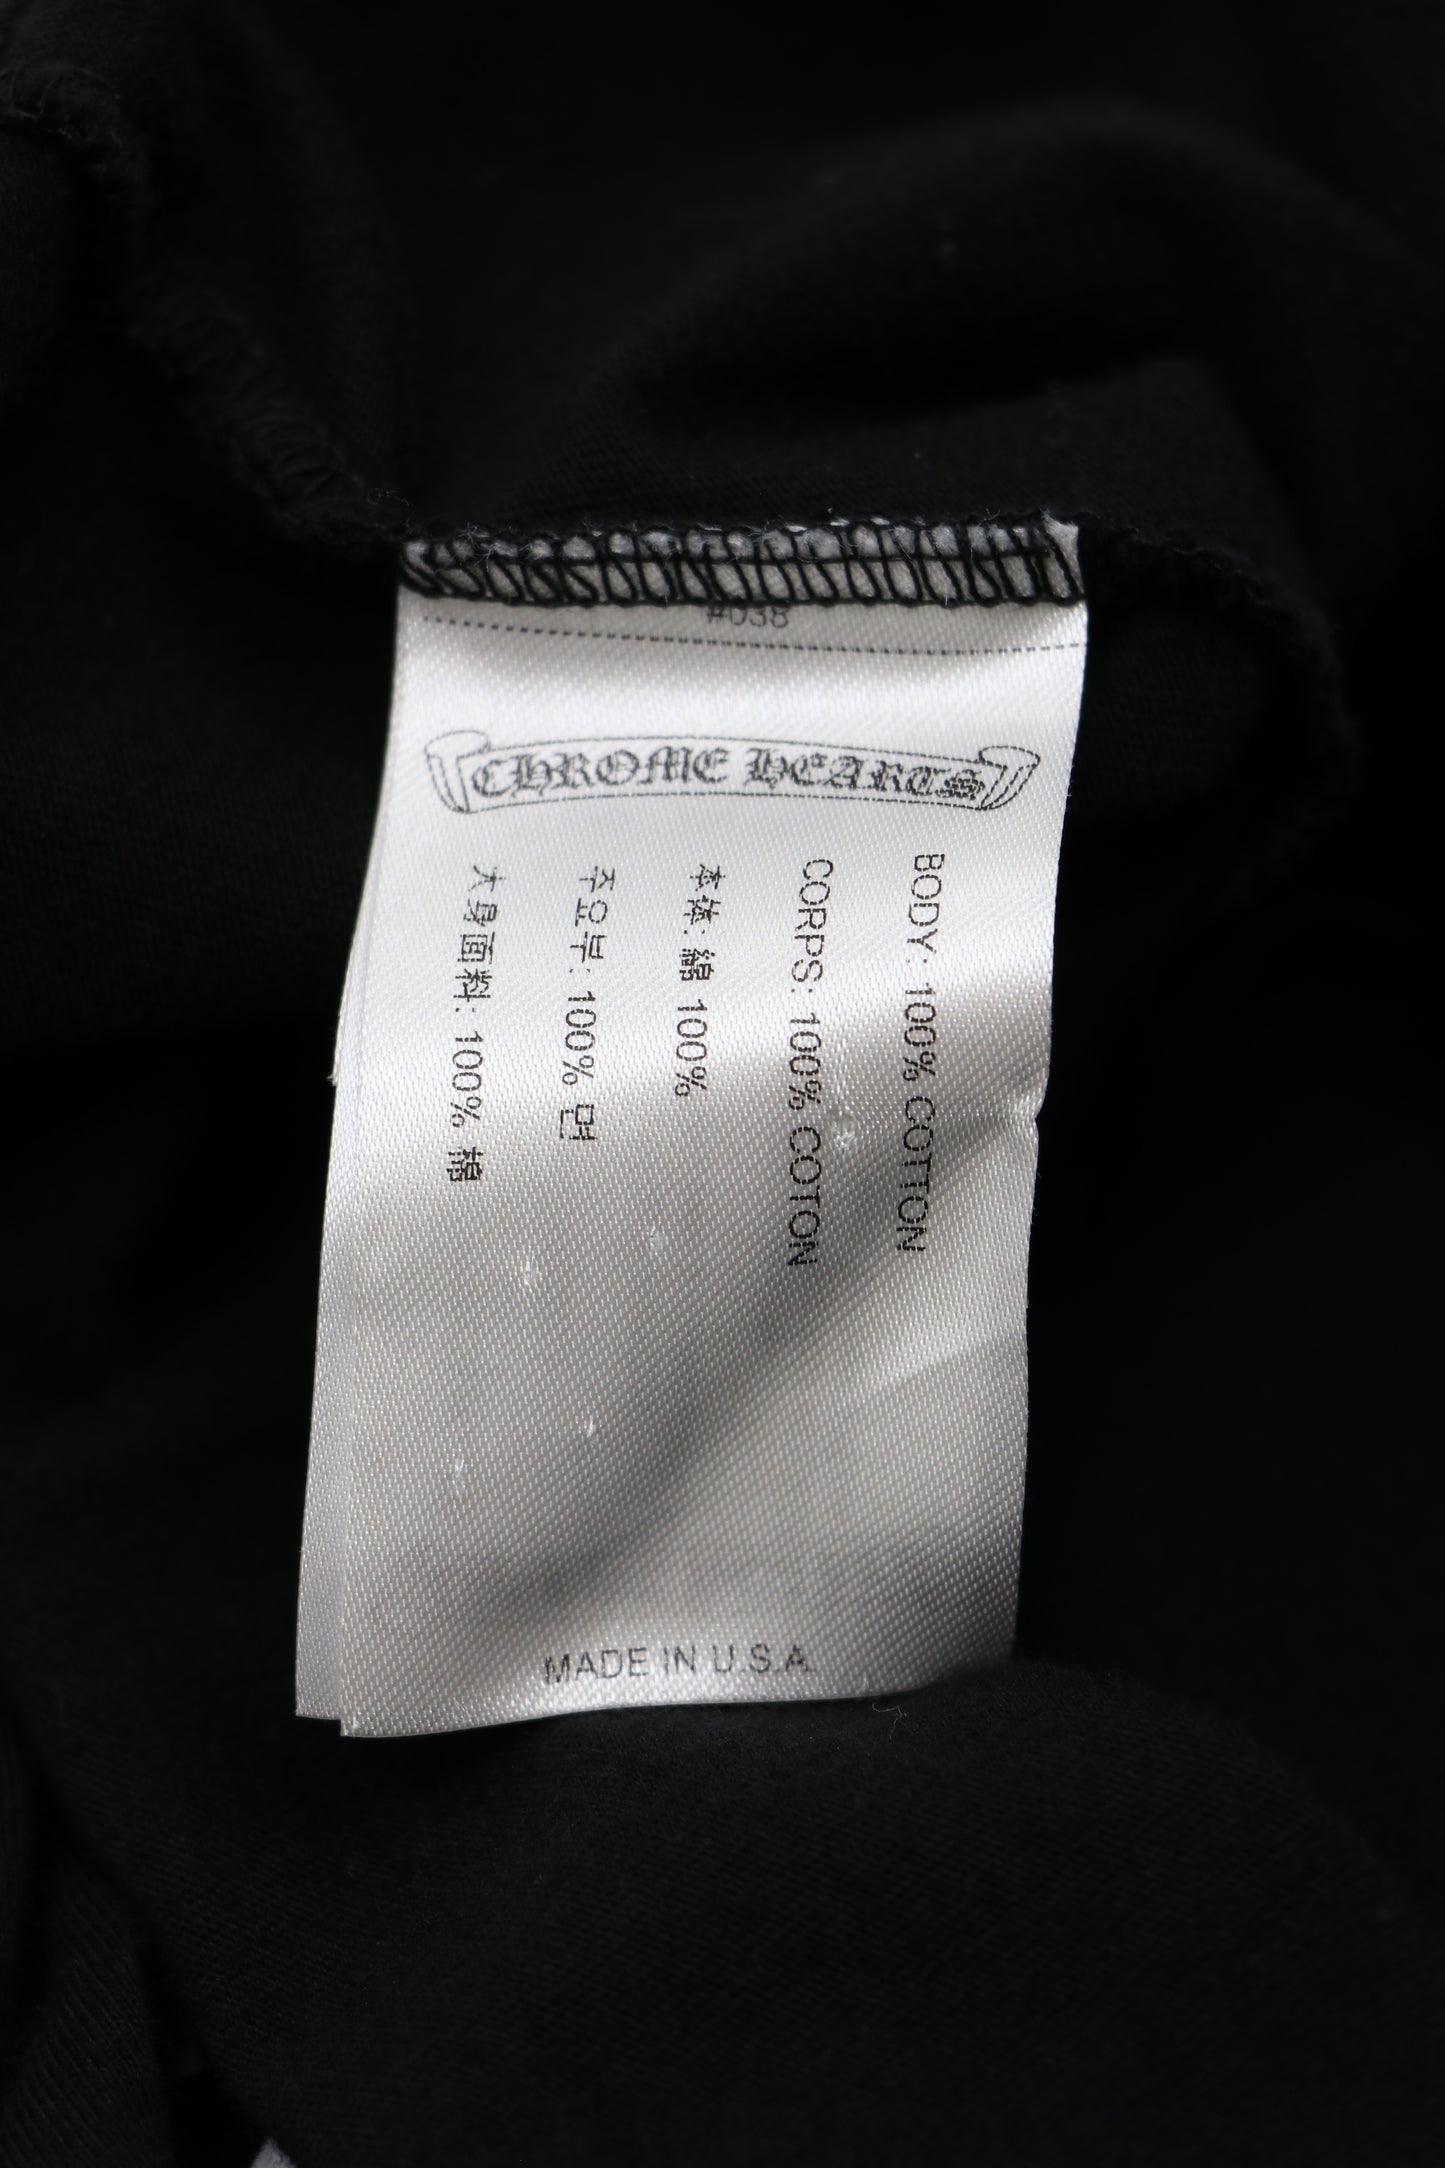 #038
CHROME HEARTS
BODY: 100% COTTON
CORPS: 100% COTON
本体: 綿 100%
주요부: 100% 면
大身面料: 100% 棉
MADE IN U.S.A.